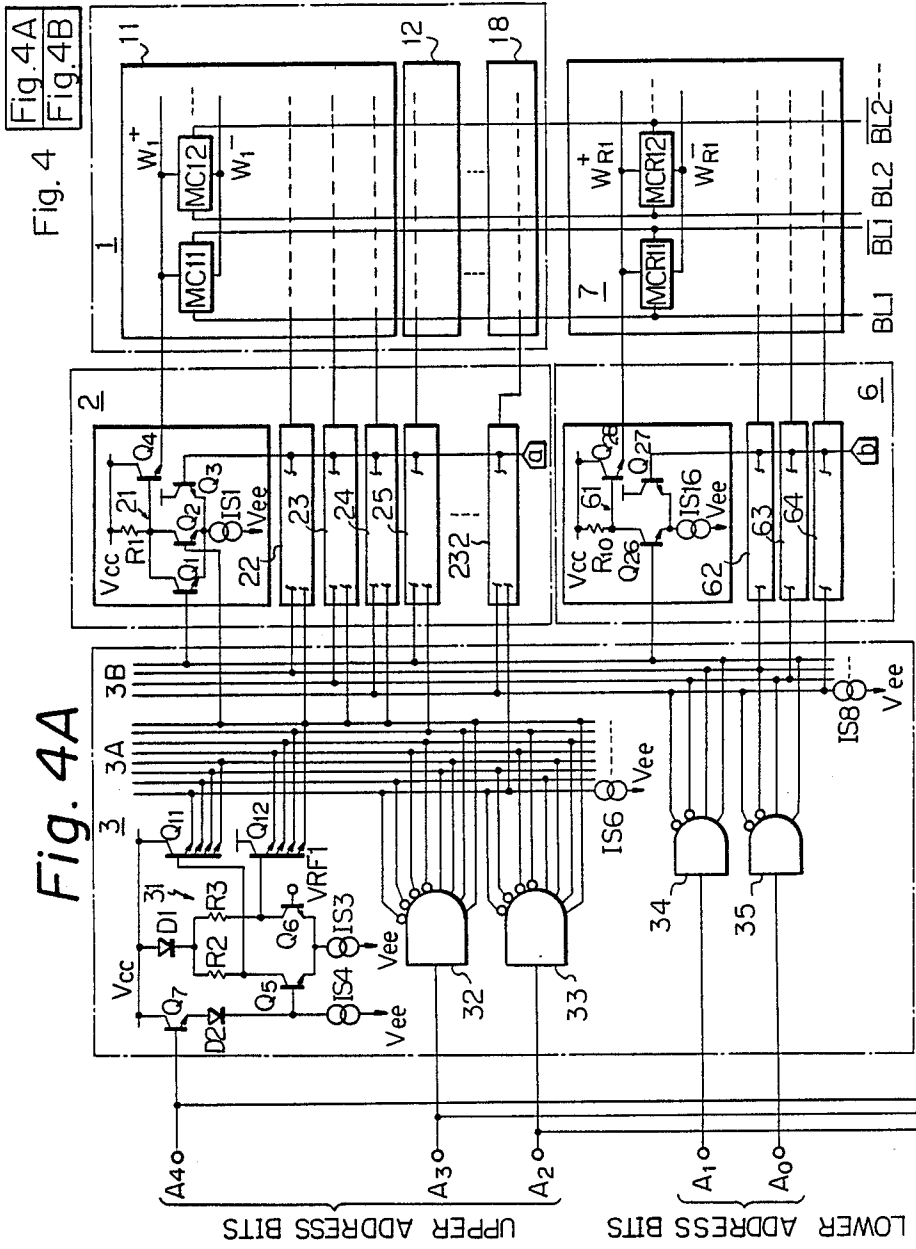 Fig. 4A
Fig. 4
Fig. 4A
Fig. 4B
UPPER ADDRESS BITS
LOWER ADDRESS BITS
A4
A3
A2
A1
A0
3
Vcc
Q7
D2
D1
31
R2
R3
Q5
Q6
VRF1
IS4
IS3
Vee
Vee
Q11
Q12
32
33
34
35
3A
3B
IS6
Vee
IS8
Vee
2
Vcc
R1
21
Q1
Q2
Q3
Q4
IS1
Vee
22
23
24
25
232
a
6
Vcc
R10
61
Q26
Q27
Q28
IS16
Vee
62
63
64
b
1
11
12
18
W1+
W1-
MC11
MC12
7
WR1+
WR1-
MCR11
MCR12
BL1
B̅L̅1̅
BL2
B̅L̅2̅